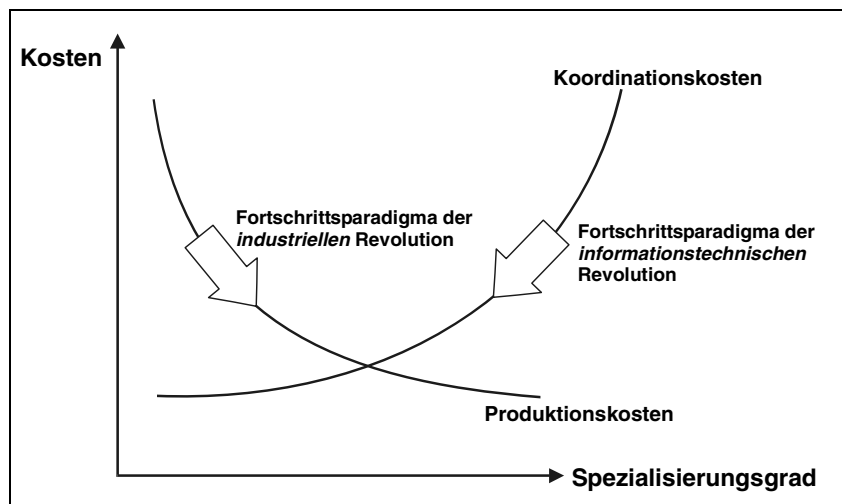 Kosten
Koordinationskosten
Fortschrittsparadigma der
industriellen Revolution
Fortschrittsparadigma der
informationstechnischen
Revolution
Produktionskosten
Spezialisierungsgrad